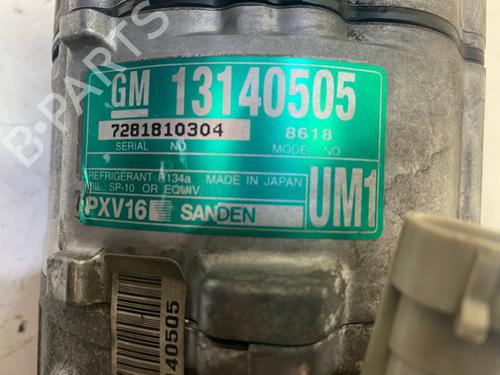 GM 13140505
7281810304 8618
SERIAL NO. MODEL NO.
REFRIGERANT R134a MADE IN JAPAN
OIL: SP-10 OR EQUIV.
PXV16 SANDEN UM1
40505
B-PARTS